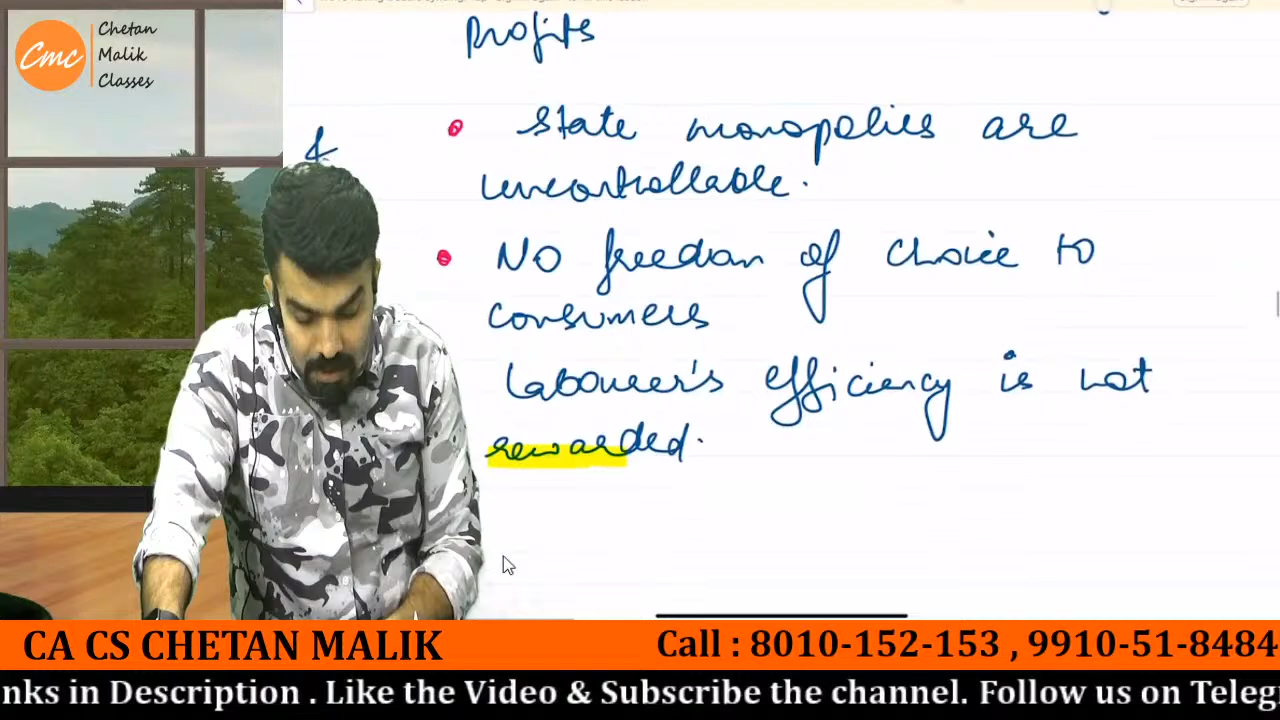 Cmc
Chetan
Malik
Classes
Profits
&
• State monopolies are
uncontrollable.
• No freedom of choice to
consumers
Labourer's efficiency is not
rewarded.
CA CS CHETAN MALIK
Call : 8010-152-153 , 9910-51-8484
nks in Description . Like the Video & Subscribe the channel. Follow us on Teleg